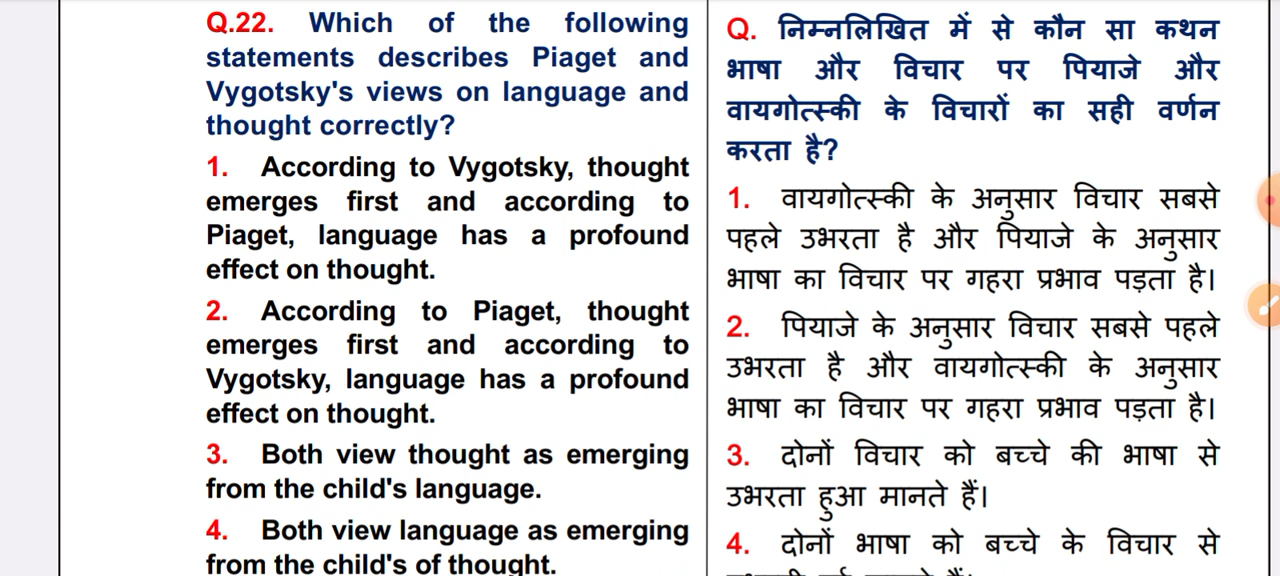 Q.22. Which of the following
statements describes Piaget and
Vygotsky's views on language and
thought correctly?
1. According to Vygotsky, thought
emerges first and according to
Piaget, language has a profound
effect on thought.
2. According to Piaget, thought
emerges first and according to
Vygotsky, language has a profound
effect on thought.
3. Both view thought as emerging
from the child's language.
4. Both view language as emerging
from the child's of thought.
Q. निम्नलिखित में से कौन सा कथन
भाषा और विचार पर पियाजे और
वायगोत्स्की के विचारों का सही वर्णन
करता है?
1. वायगोत्स्की के अनुसार विचार सबसे
पहले उभरता है और पियाजे के अनुसार
भाषा का विचार पर गहरा प्रभाव पड़ता है।
2. पियाजे के अनुसार विचार सबसे पहले
उभरता है और वायगोत्स्की के अनुसार
भाषा का विचार पर गहरा प्रभाव पड़ता है।
3. दोनों विचार को बच्चे की भाषा से
उभरता हुआ मानते हैं।
4. दोनों भाषा को बच्चे के विचार से